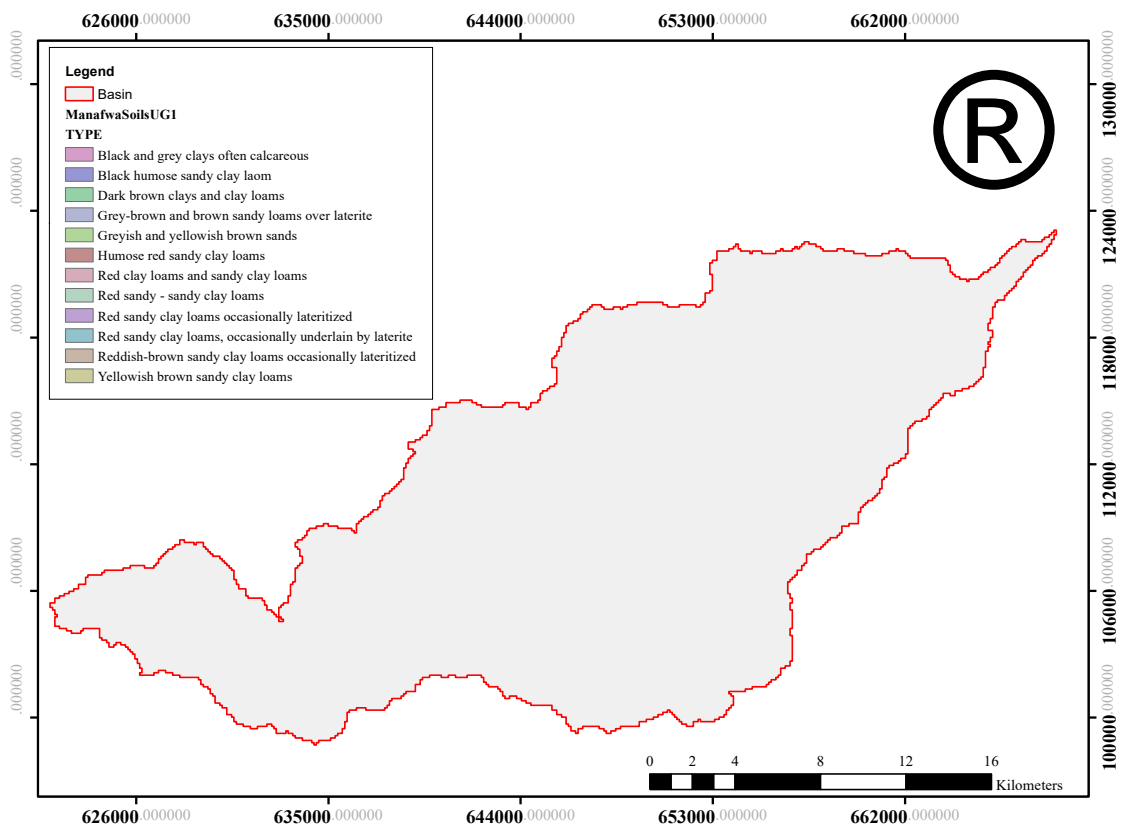 626000.000000 635000.000000 644000.000000 653000.000000 662000.000000
Legend
Basin
ManafwaSoilsUG1
TYPE
Black and grey clays often calcareous
Black humose sandy clay laom
Dark brown clays and clay loams
Grey-brown and brown sandy loams over laterite
Greyish and yellowish brown sands
Humose red sandy clay loams
Red clay loams and sandy clay loams
Red sandy - sandy clay loams
Red sandy clay loams occasionally lateritized
Red sandy clay loams, occasionally underlain by laterite
Reddish-brown sandy clay loams occasionally lateritized
Yellowish brown sandy clay loams
®
.000000
.000000
.000000
.000000
.000000
.000000
130000.000000
124000.000000
118000.000000
112000.000000
106000.000000
100000.000000
0 2 4 8 12 16
Kilometers
626000.000000 635000.000000 644000.000000 653000.000000 662000.000000